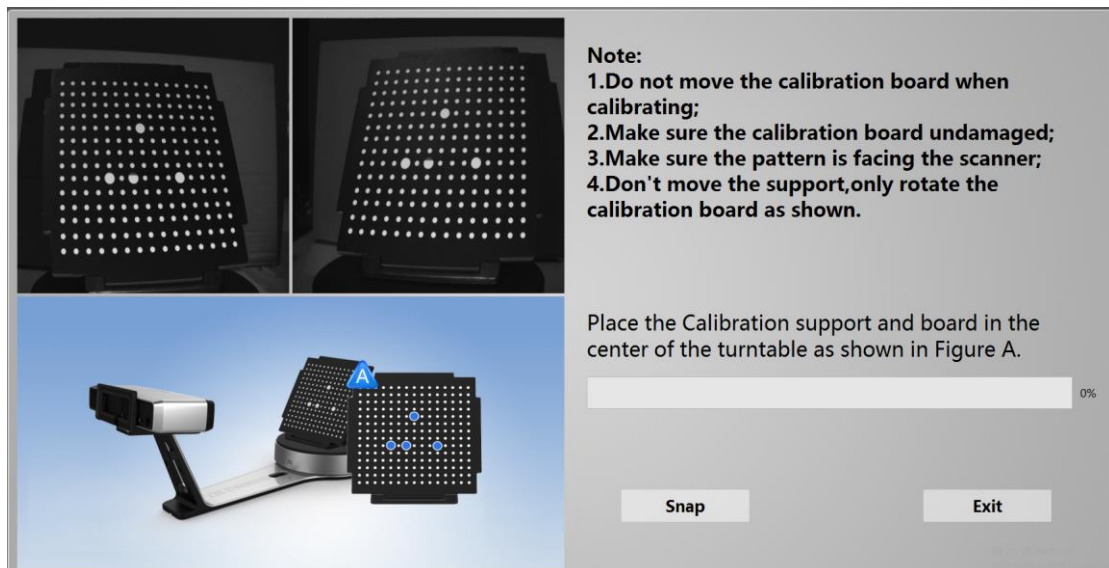 Note:
1.Do not move the calibration board when
calibrating;
2.Make sure the calibration board undamaged;
3.Make sure the pattern is facing the scanner;
4.Don't move the support,only rotate the
calibration board as shown.
Place the Calibration support and board in the
center of the turntable as shown in Figure A.
0%
A
Snap
Exit